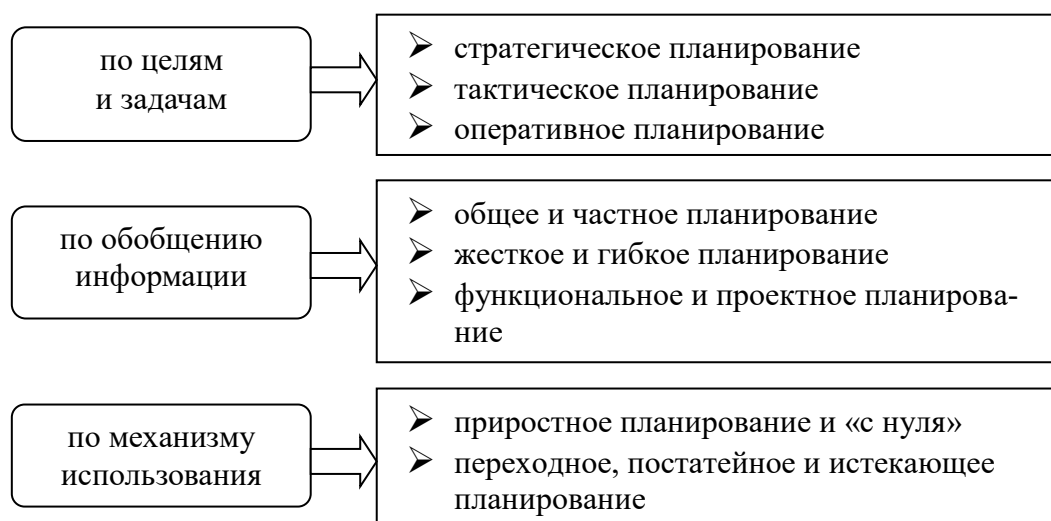 по целям
и задачам
➢ стратегическое планирование
➢ тактическое планирование
➢ оперативное планирование
по обобщению
информации
➢ общее и частное планирование
➢ жесткое и гибкое планирование
➢ функциональное и проектное планирова-
ние
по механизму
использования
➢ приростное планирование и «с нуля»
➢ переходное, постатейное и истекающее
планирование